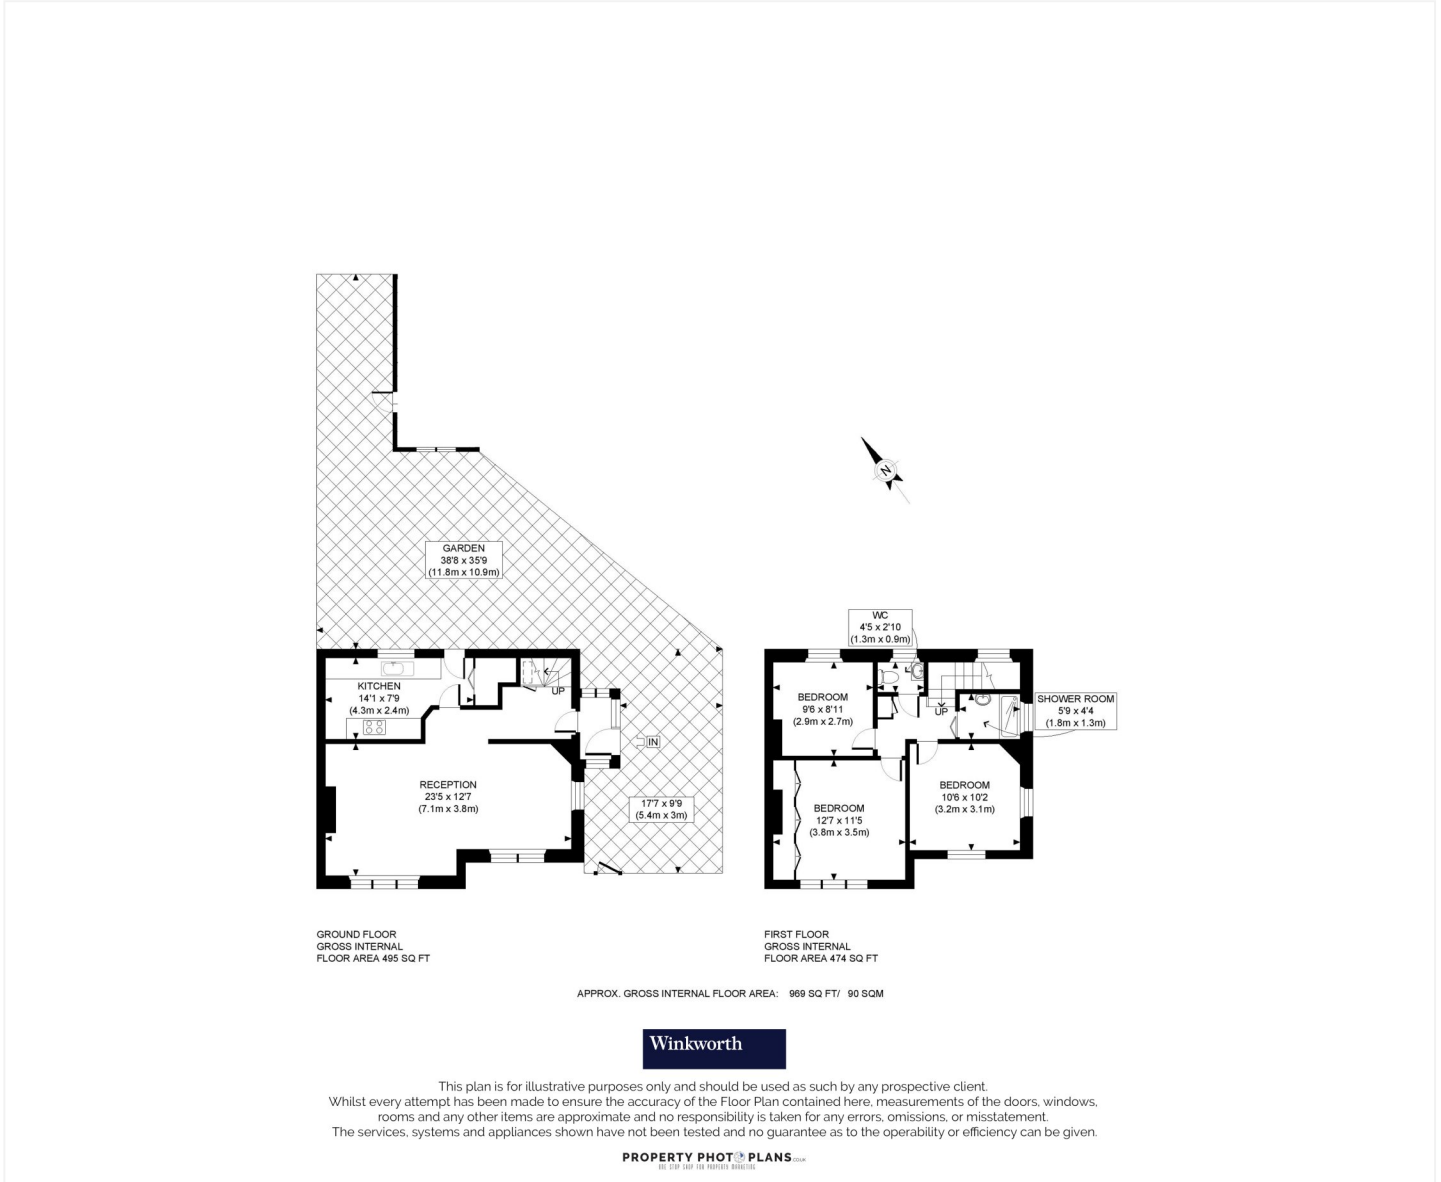 GARDEN
38'8 x 35'9
(11.8m x 10.9m)
N
WC
4'5 x 2'10
(1.3m x 0.9m)
KITCHEN
14'1 x 7'9
(4.3m x 2.4m)
UP
BEDROOM
9'6 x 8'11
(2.9m x 2.7m)
UP
SHOWER ROOM
5'9 x 4'4
(1.8m x 1.3m)
IN
RECEPTION
23'5 x 12'7
(7.1m x 3.8m)
17'7 x 9'9
(5.4m x 3m)
BEDROOM
12'7 x 11'5
(3.8m x 3.5m)
BEDROOM
10'6 x 10'2
(3.2m x 3.1m)
GROUND FLOOR
GROSS INTERNAL
FLOOR AREA 495 SQ FT
FIRST FLOOR
GROSS INTERNAL
FLOOR AREA 474 SQ FT
APPROX. GROSS INTERNAL FLOOR AREA: 969 SQ FT/ 90 SQM
Winkworth
This plan is for illustrative purposes only and should be used as such by any prospective client.
Whilst every attempt has been made to ensure the accuracy of the Floor Plan contained here, measurements of the doors, windows,
rooms and any other items are approximate and no responsibility is taken for any errors, omissions, or misstatement.
The services, systems and appliances shown have not been tested and no guarantee as to the operability or efficiency can be given.
PROPERTY PHOTO PLANS.CO.UK
ONE STOP SHOP FOR PROPERTY MARKETING